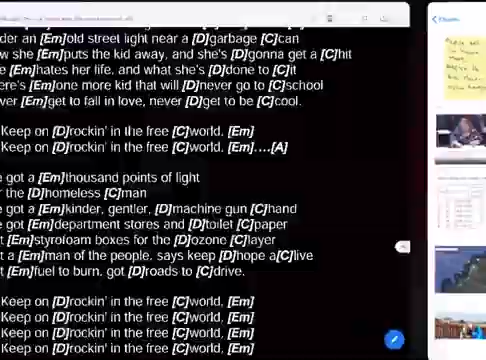 der an [Em]old street light near a [D]garbage [C]can
w she [Em]puts the kid away, and she's [D]gonna get a [C]hit
e [Em]hates her life, and what she's [D]done to [C]it
ere's [Em]one more kid that will [D]never go to [C]school
ver [Em]get to fall in love, never [D]get to be [C]cool.
Keep on [D]rockin' in the free [C]world, [Em]
Keep on [D]rockin' in the free [C]world, [Em]....[A]
e got a [Em]thousand points of light
r the [D]homeless [C]man
e got a [Em]kinder, gentler, [D]machine gun [C]hand
e got [Em]department stores and [D]toilet [C]paper
t [Em]styrofoam boxes for the [D]ozone [C]layer
t a [Em]man of the people, says keep [D]hope a[C]live
t [Em]fuel to burn, got [D]roads to [C]drive.
Keep on [D]rockin' in the free [C]world, [Em]
Keep on [D]rockin' in the free [C]world, [Em]
Keep on [D]rockin' in the free [C]world, [Em]
Keep on [D]rockin' in the free [C]world, [Em]